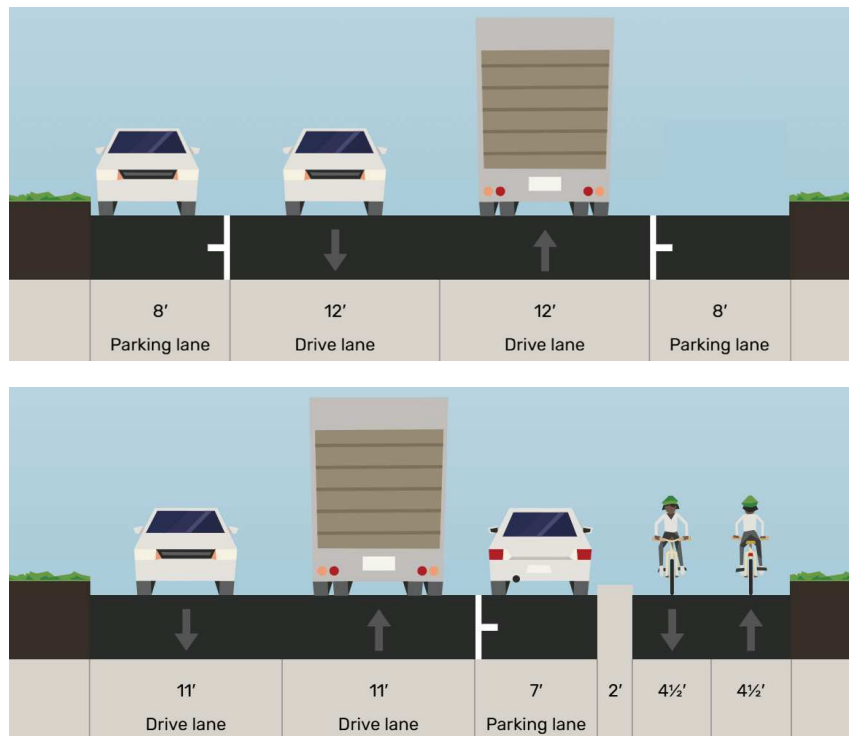 8′ 12′ 12′ 8′
Parking lane Drive lane Drive lane Parking lane
11′ 11′ 7′ 2′ 4½′ 4½′
Drive lane Drive lane Parking lane